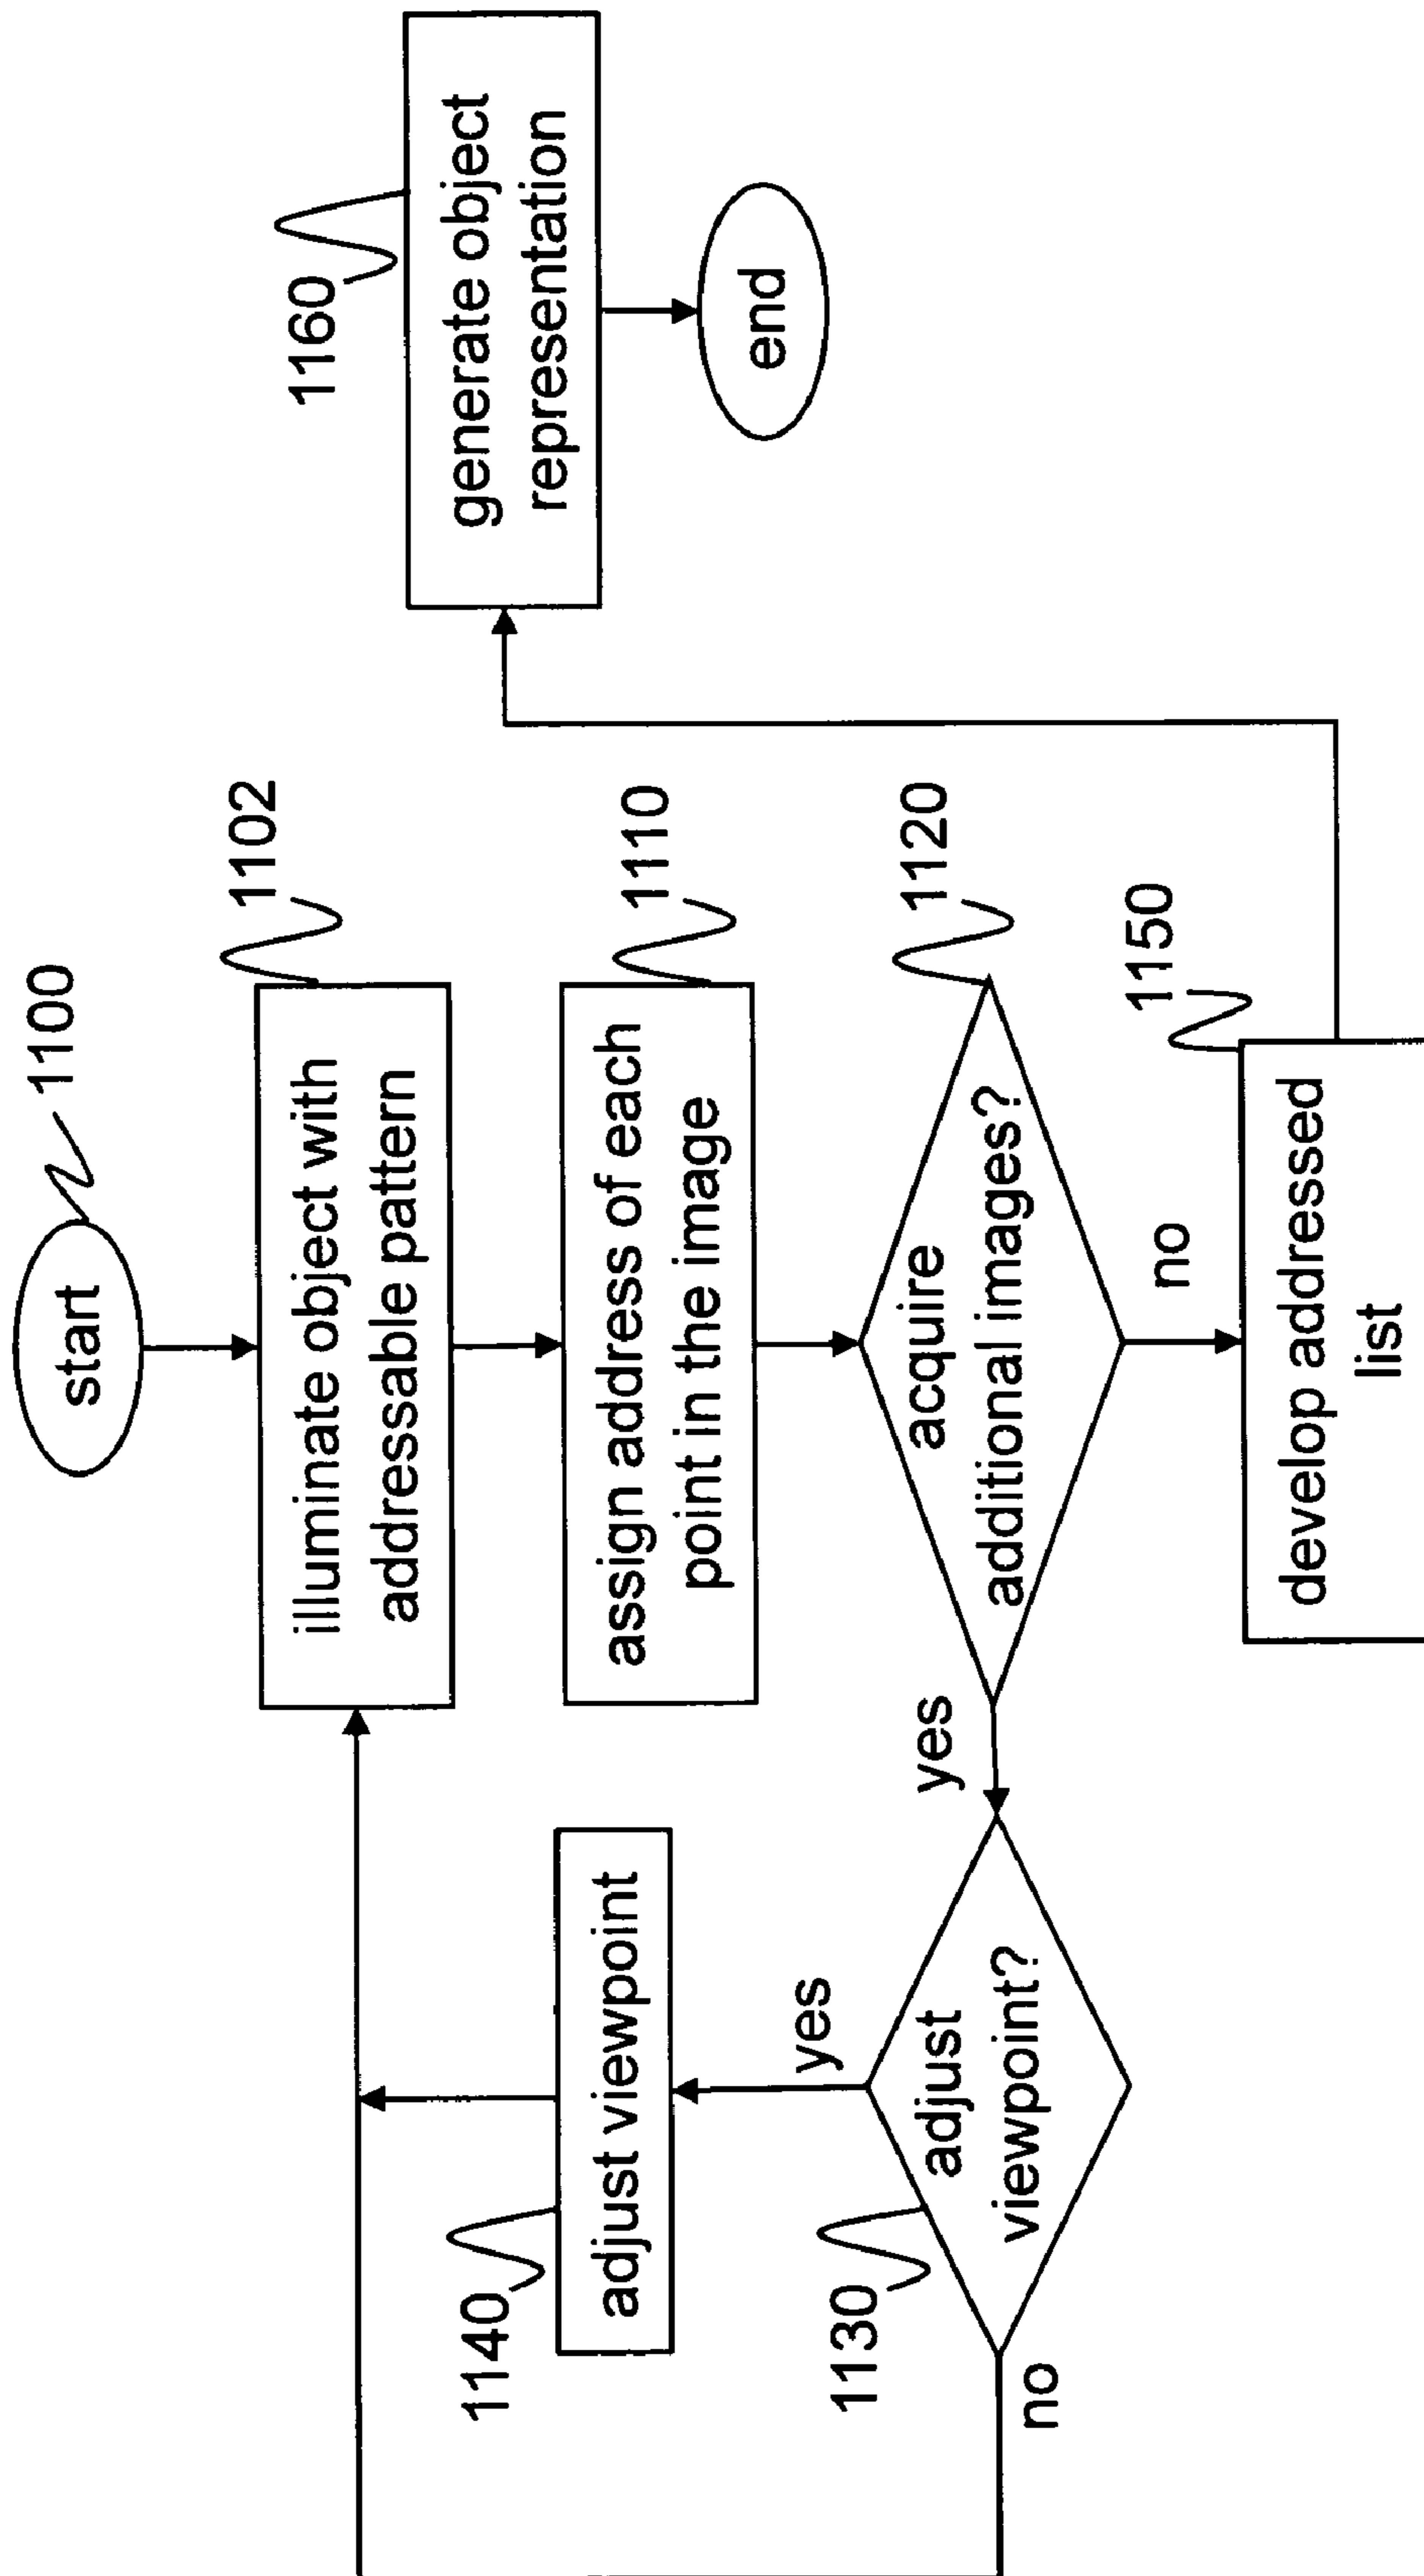 start
1100
illuminate object with
addressable pattern
1102
assign address of each
point in the image
1110
acquire
additional images?
1120
yes
no
adjust
viewpoint?
1130
yes
no
adjust viewpoint
1140
develop addressed
list
1150
generate object
representation
1160
end